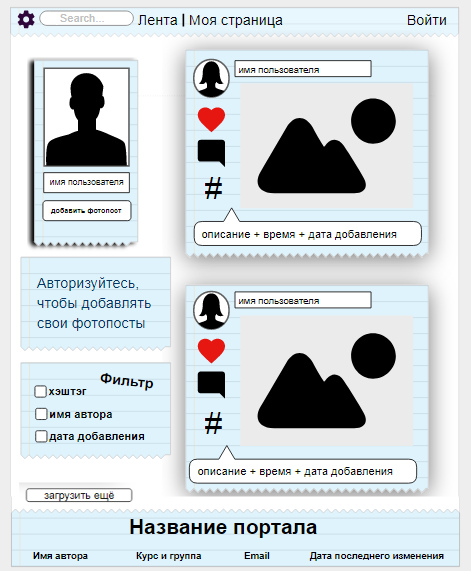 Search...
Лента | Моя страница
Войти
имя пользователя
добавить фотопост
Авторизуйтесь,
чтобы добавлять
свои фотопосты
Фильтр
хэштэг
имя автора
дата добавления
загрузить ещё
имя пользователя
#
описание + время + дата добавления
имя пользователя
#
описание + время + дата добавления
Название портала
Имя автора
Курс и группа
Email
Дата последнего изменения